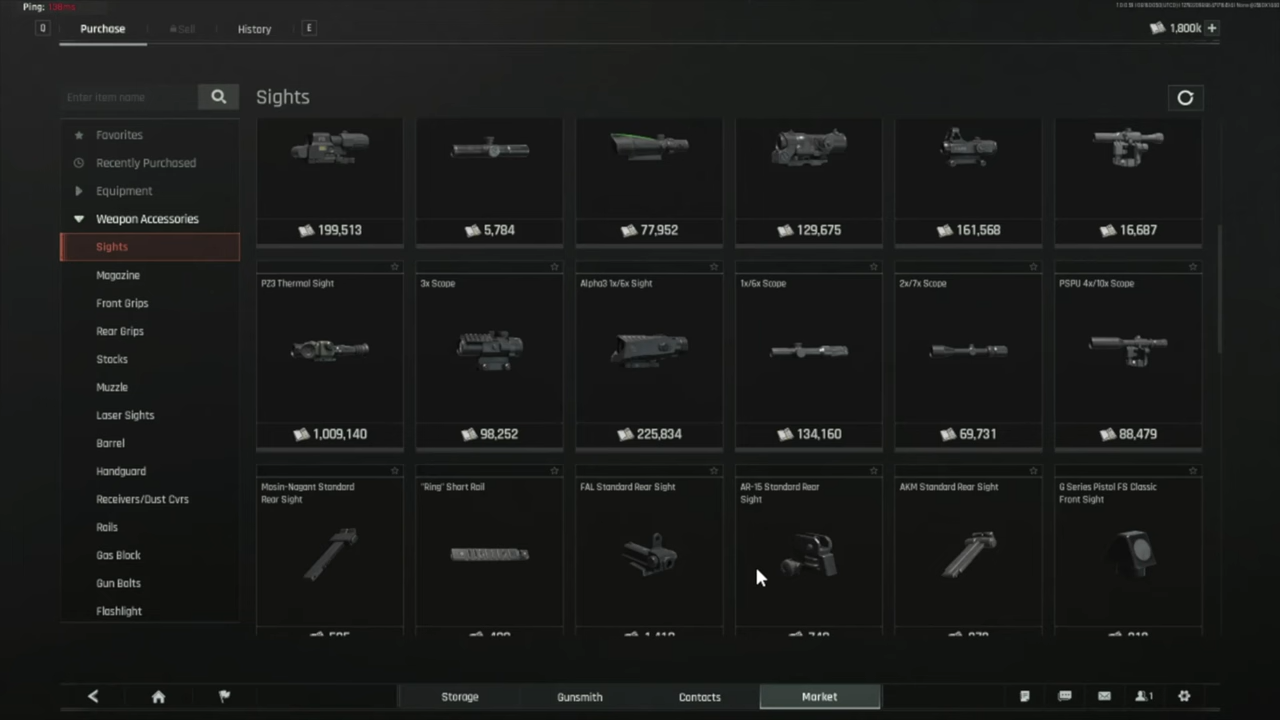 Ping:
Q
Purchase
Sell
History
E
1,800k
Enter item name
Sights
Favorites
Recently Purchased
Equipment
Weapon Accessories
Sights
Magazine
Front Grips
Rear Grips
Stocks
Muzzle
Laser Sights
Barrel
Handguard
Receivers/Dust Cvrs
Rails
Gas Block
Gun Bolts
Flashlight
199,513
5,784
77,952
129,675
161,568
16,687
PZ3 Thermal Sight
3x Scope
Alpha3 1x/6x Sight
1x/6x Scope
2x/7x Scope
PSPU 4x/10x Scope
1,009,140
98,252
225,834
134,160
69,731
88,479
Mosin-Nagant Standard
Rear Sight
"Ring" Short Rail
FAL Standard Rear Sight
AR-15 Standard Rear
Sight
AKM Standard Rear Sight
G Series Pistol FS Classic
Front Sight
Storage
Gunsmith
Contacts
Market
1